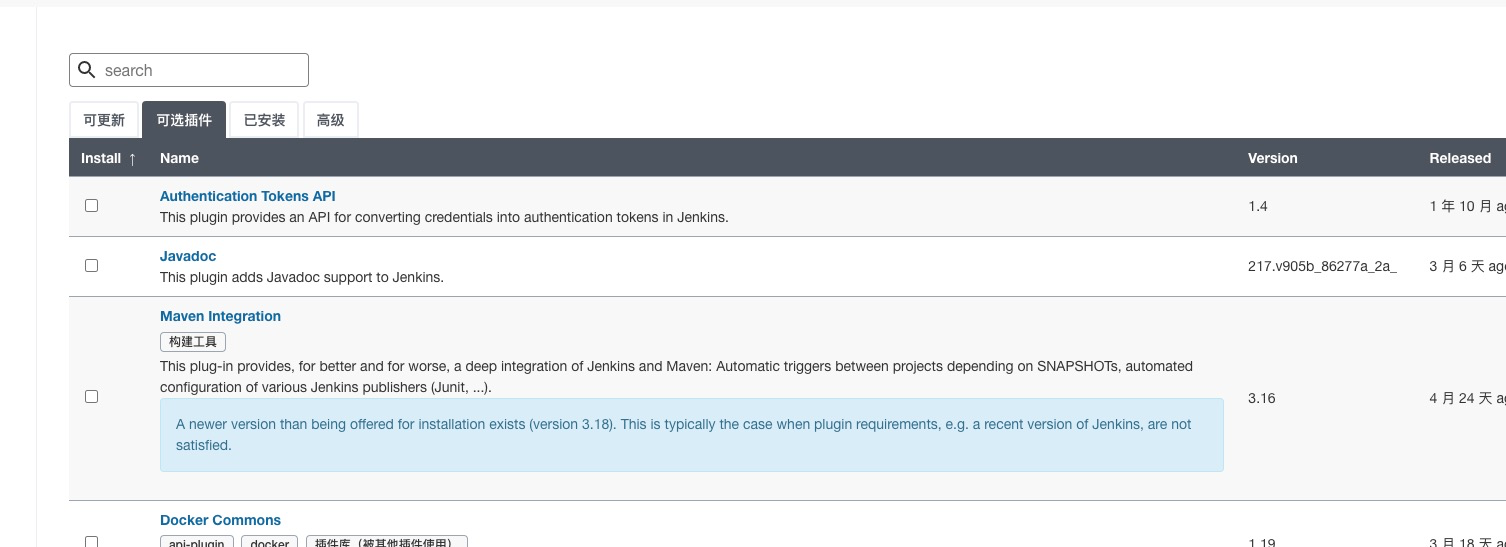 search
可更新 可选插件 已安装 高级
Install ↑ Name Version Released
Authentication Tokens API
This plugin provides an API for converting credentials into authentication tokens in Jenkins.
1.4 1 年 10 月 ag
Javadoc
This plugin adds Javadoc support to Jenkins.
217.v905b_86277a_2a_ 3 月 6 天 ago
Maven Integration
构建工具
This plug-in provides, for better and for worse, a deep integration of Jenkins and Maven: Automatic triggers between projects depending on SNAPSHOTs, automated
configuration of various Jenkins publishers (Junit, ...).
A newer version than being offered for installation exists (version 3.18). This is typically the case when plugin requirements, e.g. a recent version of Jenkins, are not
satisfied.
3.16 4 月 24 天 ag
Docker Commons
api-plugin docker 插件库（被其他插件使用）
1.19 3 月 18 天 ag